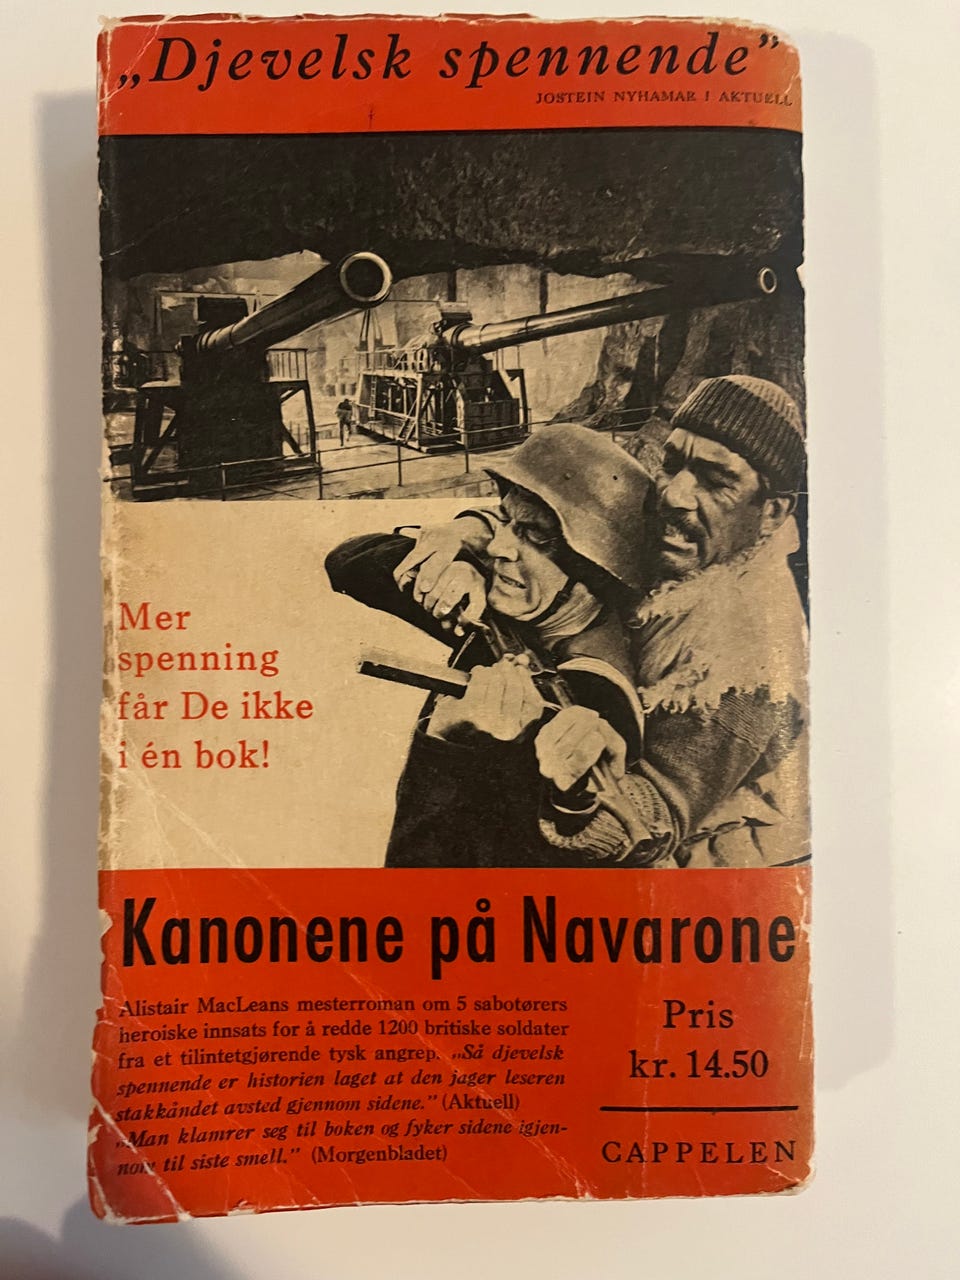 „Djevelsk spennende”
JOSTEIN NYHAMAR I AKTUELL
Mer
spenning
får De ikke
i én bok!
Kanonene på Navarone
Alistair MacLeans mesterroman om 5 sabotørers
heroiske innsats for å redde 1200 britiske soldater
fra et tilintetgjørende tysk angrep. „Så djevelsk
spennende er historien laget at den jager leseren
stakkåndet avsted gjennom sidene.” (Aktuell)
„Man klamrer seg til boken og fyker sidene igjen-
nom til siste smell.” (Morgenbladet)
Pris
kr. 14.50
CAPPELEN